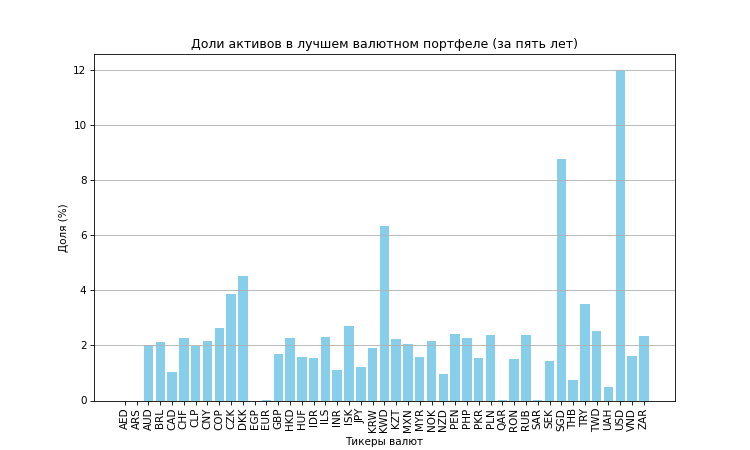 Доли активов в лучшем валютном портфеле (за пять лет)
Доля (%)
12
10
8
6
4
2
0
AED ARS AUD BRL CAD CHF CLP CNY COP CZK DKK EGP EUR GBP HKD HUF IDR ILS INR ISK JPY KRW KWD KZT MXN MYR NOK NZD PEN PHP PKR PLN QAR RON RUB SAR SEK SGD THB TRY TWD UAH USD VND ZAR
Тикеры валют